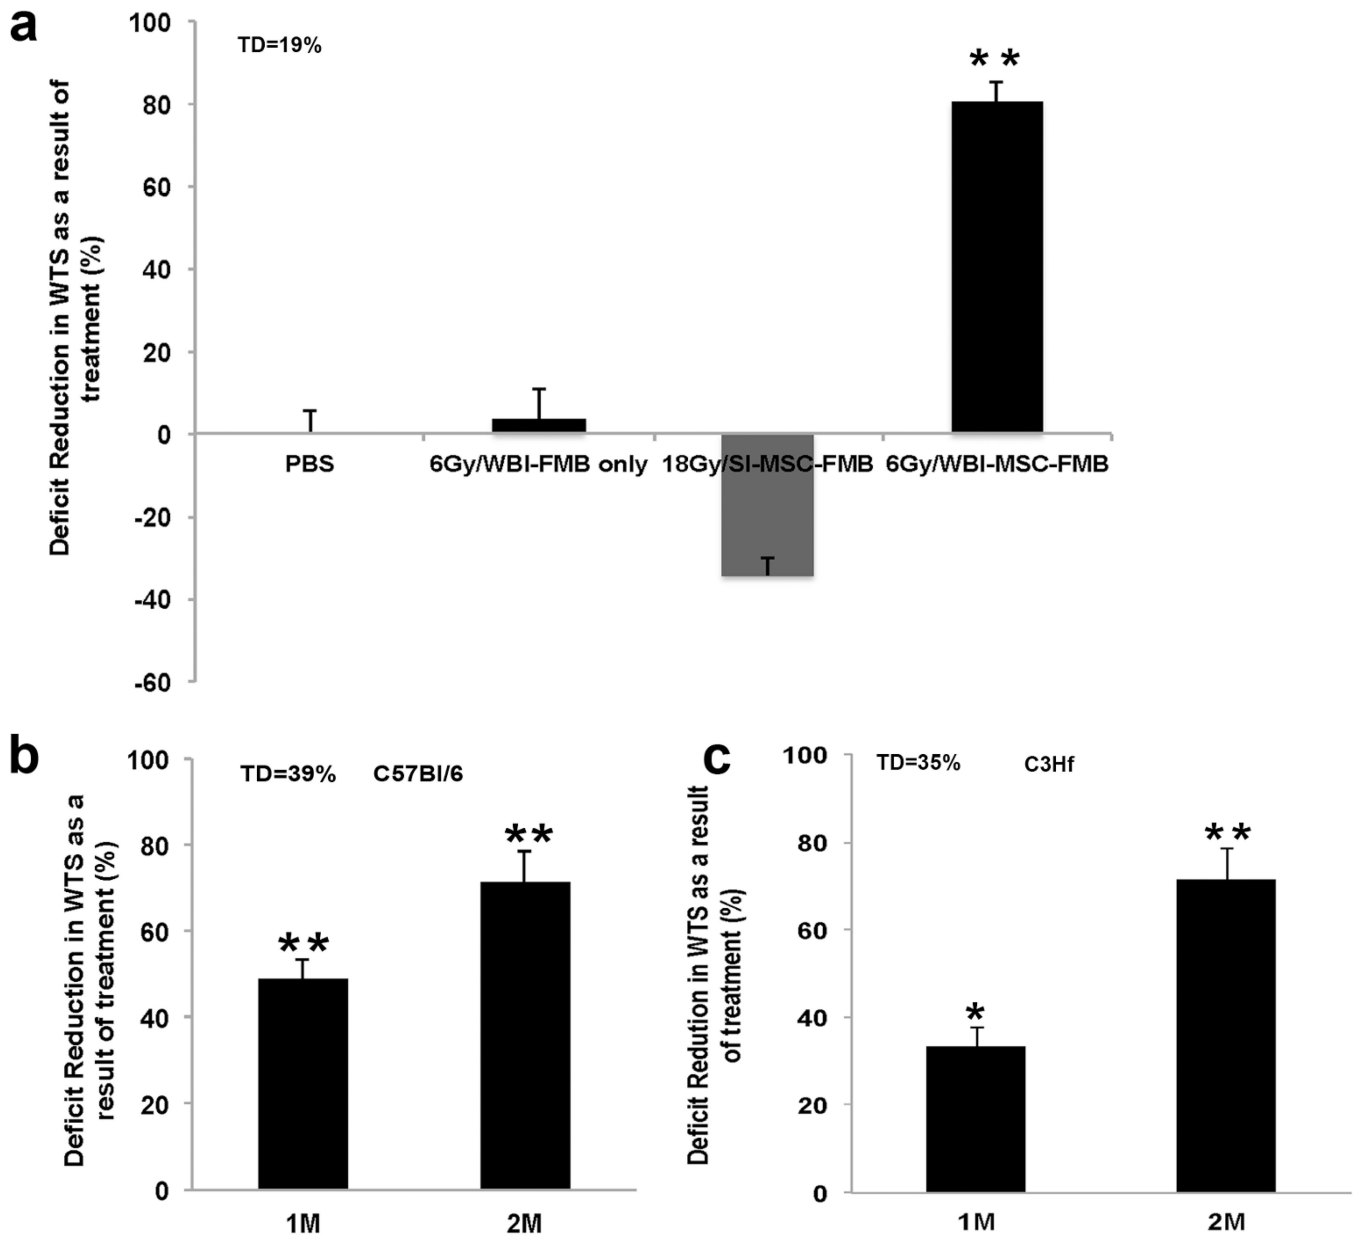 a
TD=19%
**
Deficit Reduction in WTS as a result of
treatment (%)
100
80
60
40
20
0
-20
-40
-60
PBS
6Gy/WBI-FMB only
18Gy/SI-MSC-FMB
6Gy/WBI-MSC-FMB
b
TD=39%
C57Bl/6
**
**
Deficit Reduction in WTS as a
result of treatment (%)
100
80
60
40
20
0
1M
2M
c
TD=35%
C3Hf
*
**
Deficit Redution in WTS as a result
of treatment (%)
100
80
60
40
20
0
1M
2M